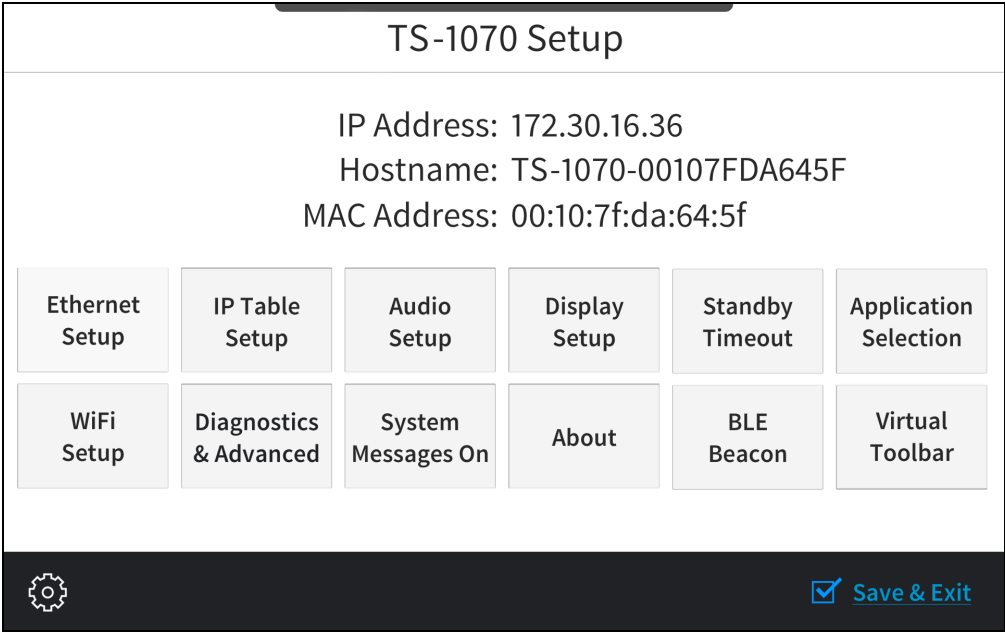 TS-1070 Setup
IP Address: 172.30.16.36
Hostname: TS-1070-00107FDA645F
MAC Address: 00:10:7f:da:64:5f
Ethernet
Setup
IP Table
Setup
Audio
Setup
Display
Setup
Standby
Timeout
Application
Selection
WiFi
Setup
Diagnostics
& Advanced
System
Messages On
About
BLE
Beacon
Virtual
Toolbar
Save & Exit